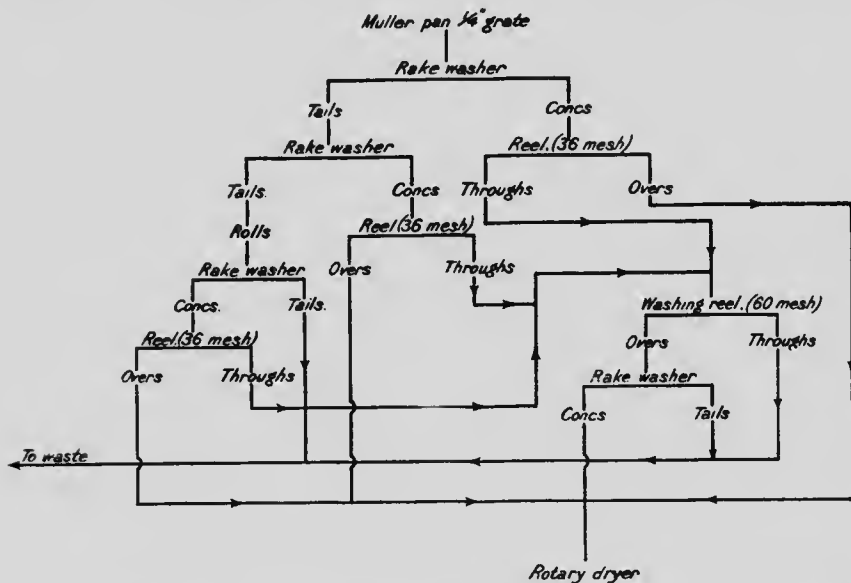 Muller pan 1/4" grate
Rake washer
Tails
Concs
Rake washer
Reel.(36 mesh)
Tails.
Concs
Throughs
Overs
Rolls
Reel(36 mesh)
Rake washer
Overs
Throughs
Concs.
Tails.
Washing reel.(60 mesh)
Reel.(36 mesh)
Overs
Throughs
Overs
Throughs
Rake washer
Concs
Tails
To waste
Rotary dryer